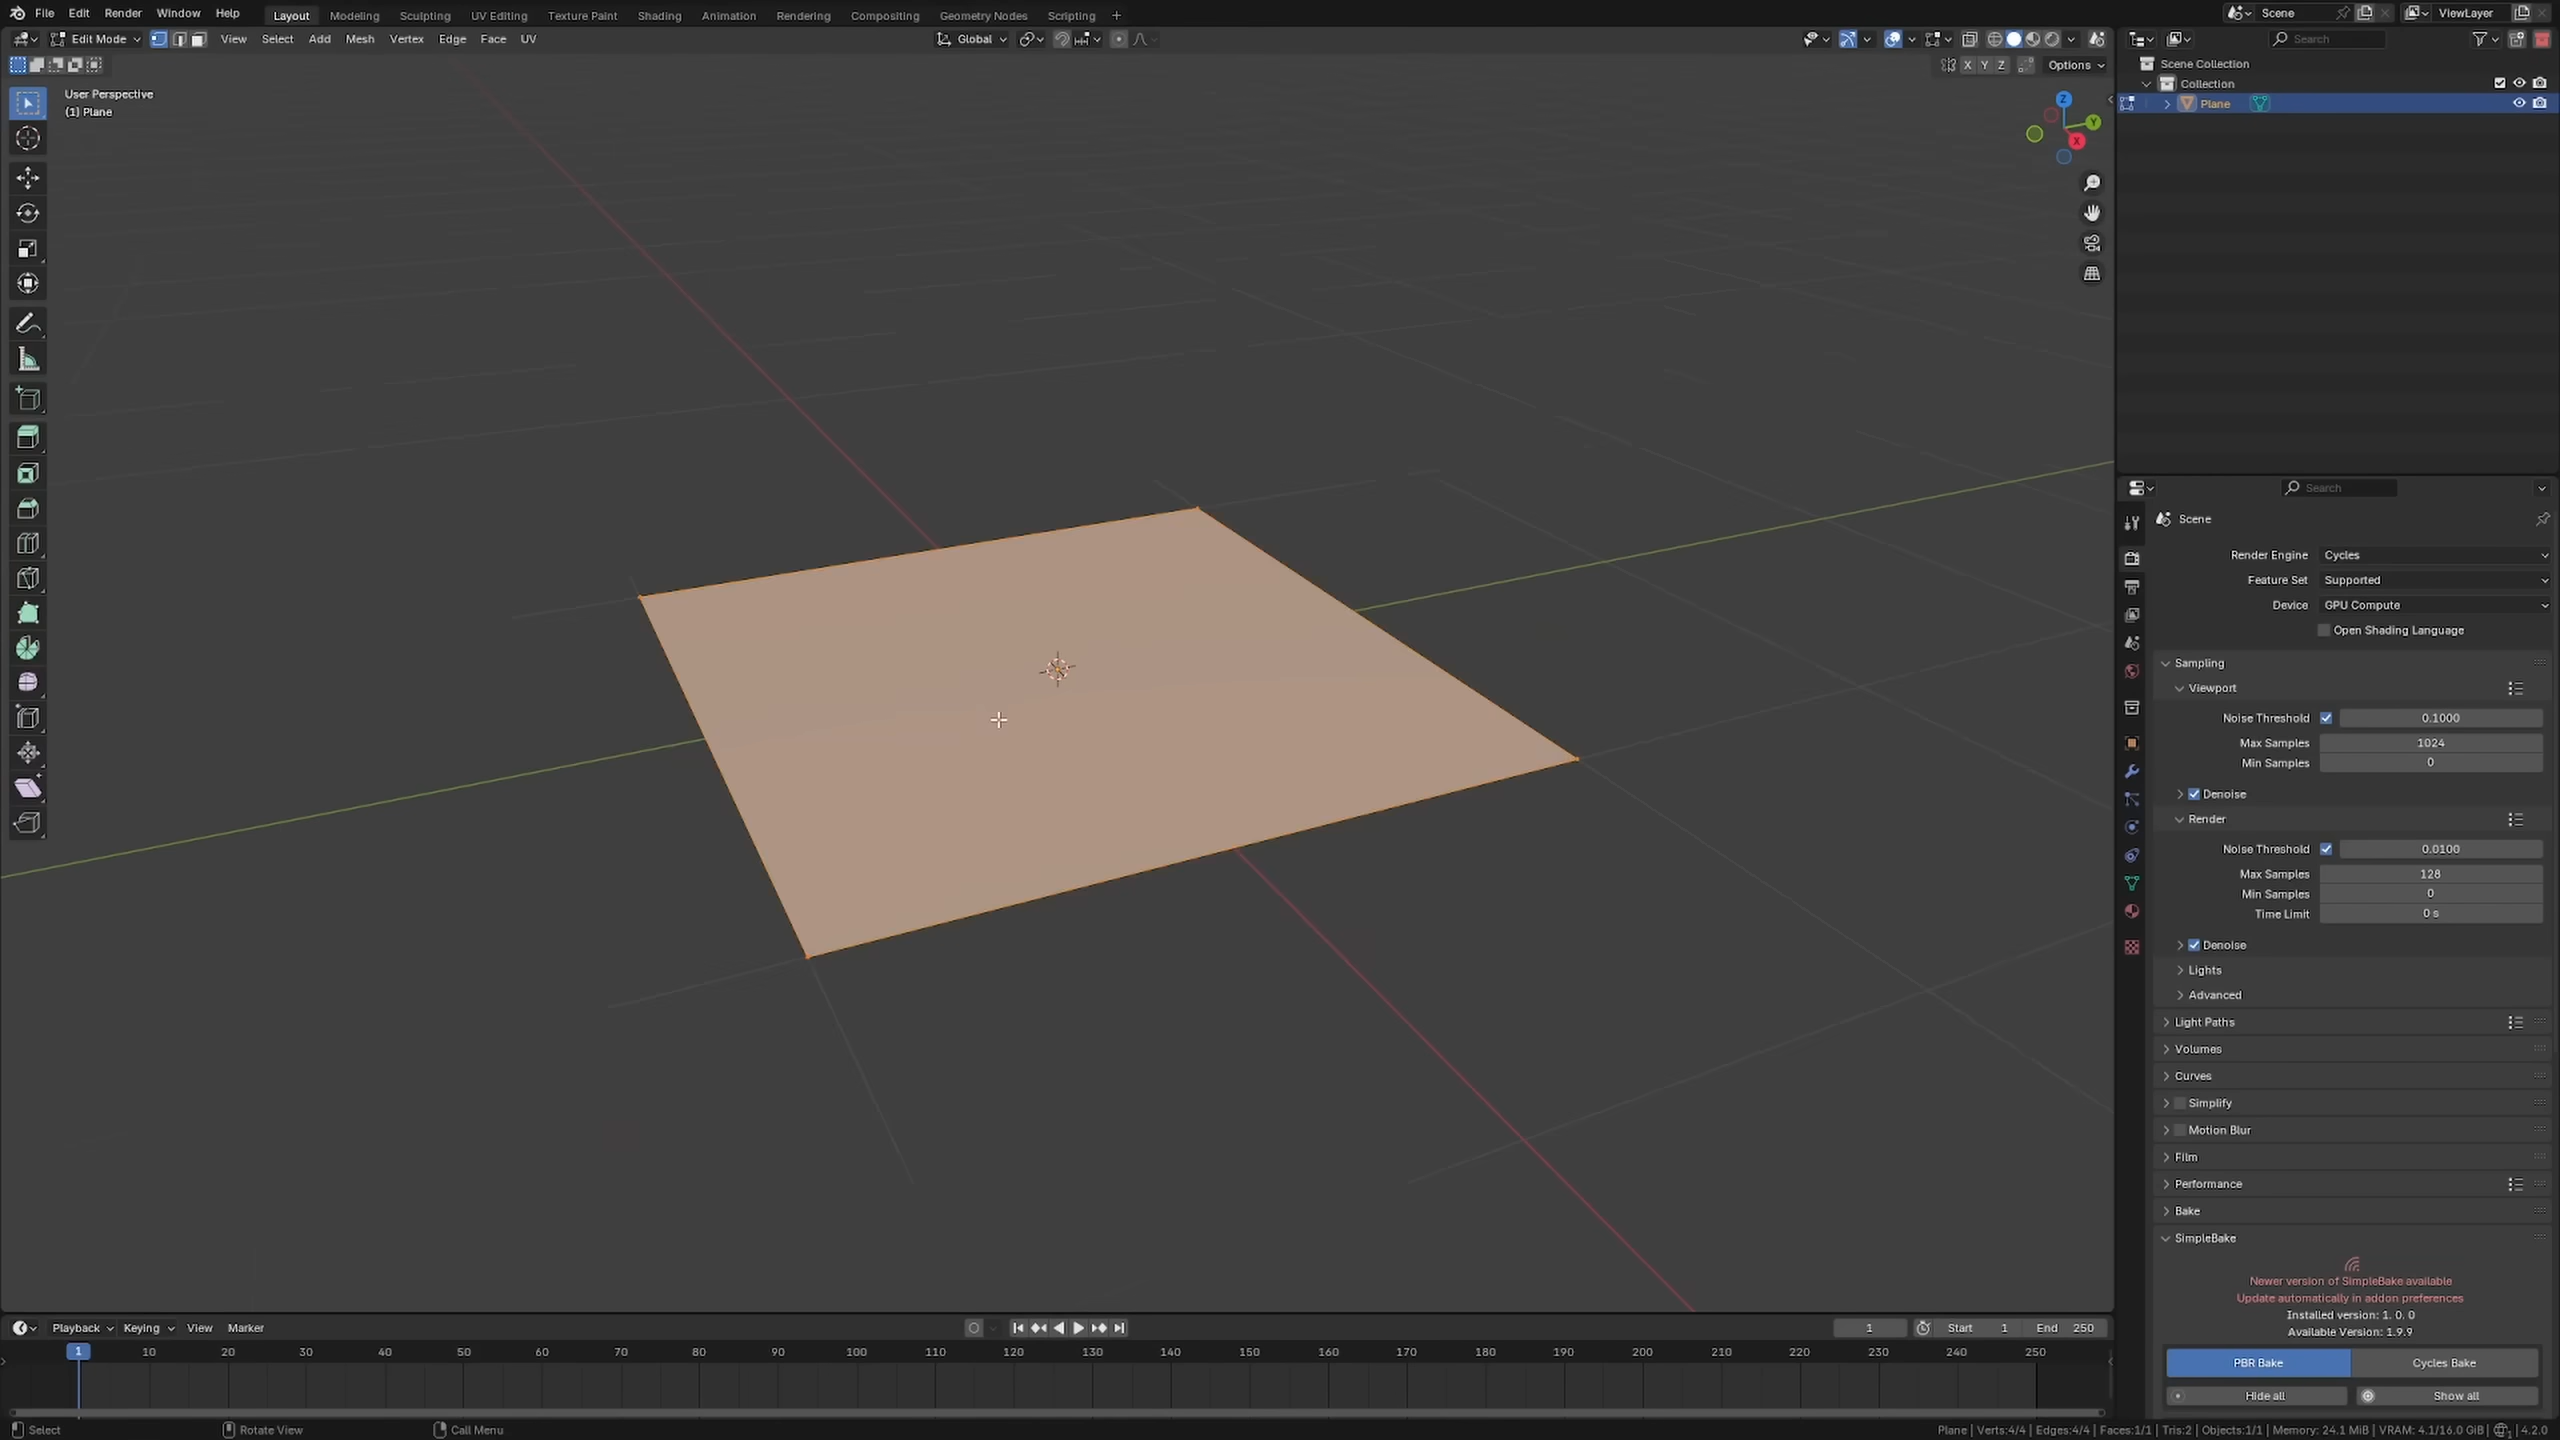 File Edit Render Window Help Layout Modeling Sculpting UV Editing Texture Paint Shading Animation Rendering Compositing Geometry Nodes Scripting + Scene ViewLayer
Edit Mode View Select Add Mesh Vertex Edge Face UV Global Search
X Y Z Options
User Perspective
(1) Plane
Z
Y
X
Scene Collection
Collection
Plane
Search
Scene
Render Engine Cycles
Feature Set Supported
Device GPU Compute
Open Shading Language
Sampling
Viewport
Noise Threshold 0.1000
Max Samples 1024
Min Samples 0
Denoise
Render
Noise Threshold 0.0100
Max Samples 128
Min Samples 0
Time Limit 0 s
Denoise
Lights
Advanced
Light Paths
Volumes
Curves
Simplify
Motion Blur
Film
Performance
Bake
SimpleBake
Newer version of SimpleBake available
Update automatically in addon preferences
Installed version: 1. 0. 0
Available Version: 1.9.9
PBR Bake Cycles Bake
Hide all Show all
Playback Keying View Marker 1 Start 1 End 250
1 10 20 30 40 50 60 70 80 90 100 110 120 130 140 150 160 170 180 190 200 210 220 230 240 250
Select Rotate View Call Menu Plane | Verts:4/4 | Edges:4/4 | Faces:1/1 | Tris:2 | Objects:1/1 | Memory: 24.1 MiB | VRAM: 4.1/16.0 GiB | 4.2.0